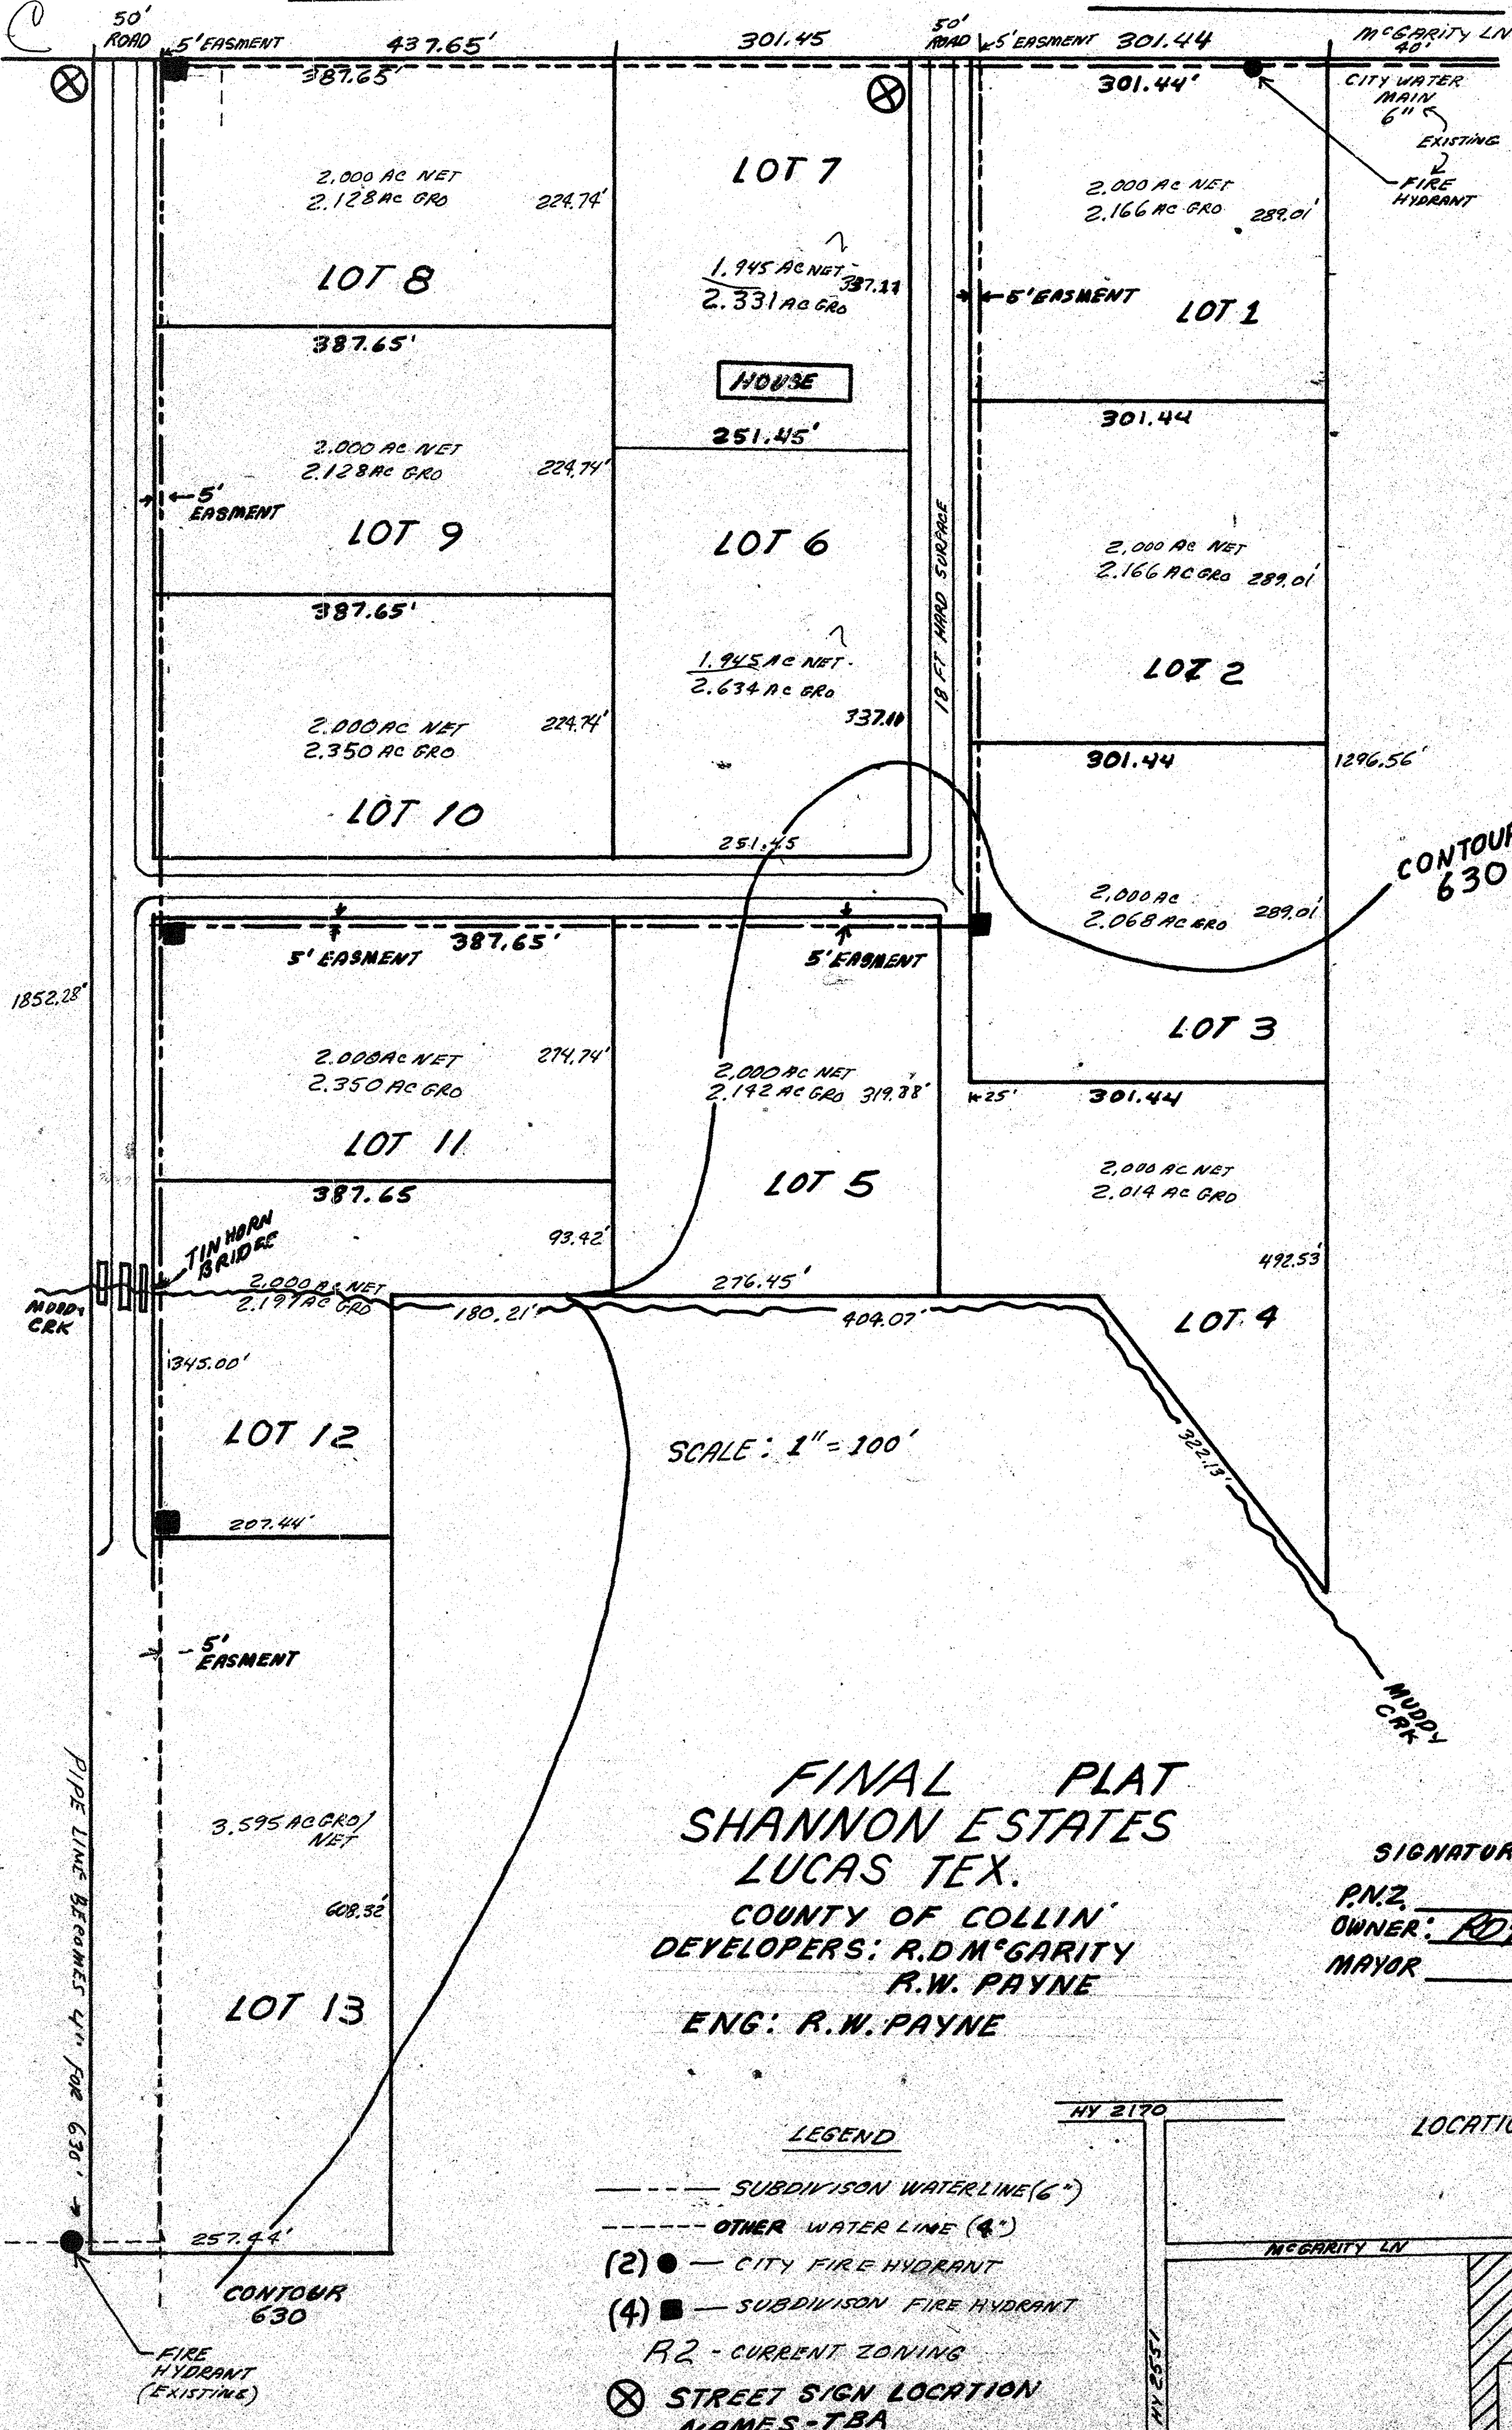 50'
ROAD
5' EASMENT
437.65'
301.45
50'
ROAD
5' EASMENT
301.44
McGARITY LN
40'
387.65'
301.44'
CITY WATER
MAIN
6"
EXISTING
FIRE
HYDRANT
2.000 AC NET
2.128 AC GRO
224.74'
LOT 8
LOT 7
1.945 AC NET
2.331 AC GRO
HOUSE
251.45'
2.000 AC NET
2.166 AC GRO
289.01'
5' EASMENT
LOT 1
387.65'
301.44
2.000 AC NET
2.128 AC GRO
224.74'
5'
EASMENT
LOT 9
LOT 6
18 FT HARD SURFACE
2,000 AC NET
2.166 AC GRO
289.01'
LOT 2
387.65'
1.945 AC NET
2.634 AC GRO
2.000 AC NET
2.350 AC GRO
224.74'
LOT 10
251.45
301.44
1296.56'
CONTOUR
630
2,000 AC
2.068 AC GRO
289.01'
LOT 3
5' EASMENT
387.65'
5' EASMENT
1852.28'
2.000 AC NET
2.350 AC GRO
274.74'
LOT 11
2,000 AC NET
2.142 AC GRO
319.88'
LOT 5
25'
301.44
387.65
2,000 AC NET
2.014 AC GRO
492.53'
LOT 4
TIN HORN
BRIDGE
93.42'
2.000 AC NET
2.197 AC GRO
MUDDY
CRK
180.21'
276.45'
404.07'
345.00'
LOT 12
SCALE: 1" = 100'
322.13'
207.44'
5'
EASMENT
MUDDY
CRK
PIPE LINE BECOMES 4" FOR 630'
3.595 AC GRO/
NET
608.32'
LOT 13
257.44'
CONTOUR
630
FIRE
HYDRANT
(EXISTING)
FINAL PLAT
SHANNON ESTATES
LUCAS TEX.
COUNTY OF COLLIN
DEVELOPERS: R.D McGARITY
R.W. PAYNE
ENG: R.W. PAYNE
SIGNATUR
P.N.Z.
OWNER:
MAYOR
LEGEND
SUBDIVISON WATERLINE (6")
OTHER WATER LINE (4")
(2) — CITY FIRE HYDRANT
(4) — SUBDIVISON FIRE HYDRANT
R2 - CURRENT ZONING
STREET SIGN LOCATION
NAMES - TBA
HY 2170
LOCATIO
McGARITY LN
HY 2551